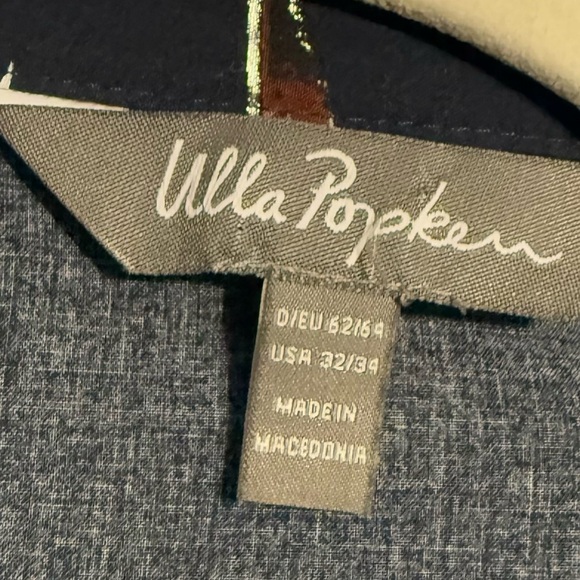 Ulla Popken
D/EU 62/64
USA 32/34
MADE IN
MACEDONIA